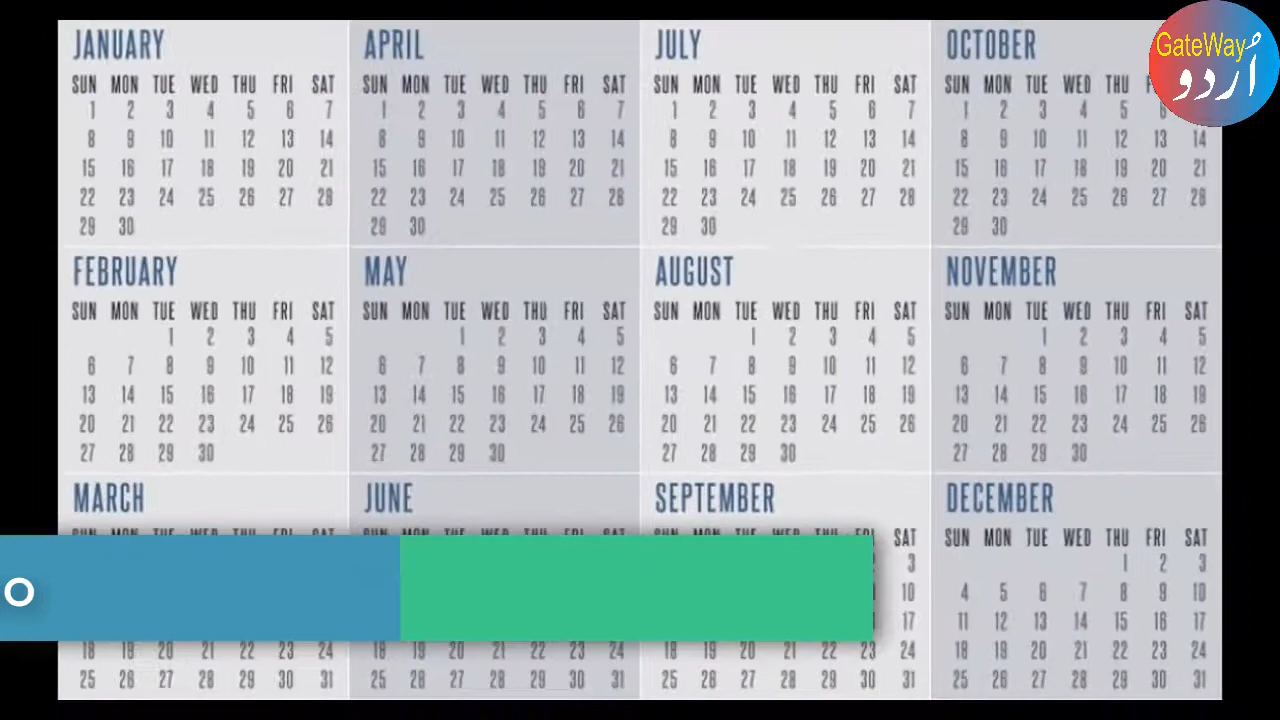 GateWay
اُردو
JANUARY
SUN MON TUE WED THU FRI SAT
1 2 3 4 5 6 7
8 9 10 11 12 13 14
15 16 17 18 19 20 21
22 23 24 25 26 27 28
29 30
FEBRUARY
SUN MON TUE WED THU FRI SAT
1 2 3 4 5
6 7 8 9 10 11 12
13 14 15 16 17 18 19
20 21 22 23 24 25 26
27 28 29 30
MARCH
18 19 20 21 22 23 24
25 26 27 28 29 30 31
APRIL
SUN MON TUE WED THU FRI SAT
1 2 3 4 5 6 7
8 9 10 11 12 13 14
15 16 17 18 19 20 21
22 23 24 25 26 27 28
29 30
MAY
SUN MON TUE WED THU FRI SAT
1 2 3 4 5
6 7 8 9 10 11 12
13 14 15 16 17 18 19
20 21 22 23 24 25 26
27 28 29 30
JUNE
18 19 20 21 22 23 24
25 26 27 28 29 30 31
JULY
SUN MON TUE WED THU FRI SAT
1 2 3 4 5 6 7
8 9 10 11 12 13 14
15 16 17 18 19 20 21
22 23 24 25 26 27 28
29 30
AUGUST
SUN MON TUE WED THU FRI SAT
1 2 3 4 5
6 7 8 9 10 11 12
13 14 15 16 17 18 19
20 21 22 23 24 25 26
27 28 29 30
SEPTEMBER
SAT
3
10
17
18 19 20 21 22 23 24
25 26 27 28 29 30 31
OCTOBER
SUN MON TUE WED THU
1 2 3 4 5
8 9 10 11 12 13 14
15 16 17 18 19 20 21
22 23 24 25 26 27 28
29 30
NOVEMBER
SUN MON TUE WED THU FRI SAT
1 2 3 4 5
6 7 8 9 10 11 12
13 14 15 16 17 18 19
20 21 22 23 24 25 26
27 28 29 30
DECEMBER
SUN MON TUE WED THU FRI SAT
1 2 3
4 5 6 7 8 9 10
11 12 13 14 15 16 17
18 19 20 21 22 23 24
25 26 27 28 29 30 31
O